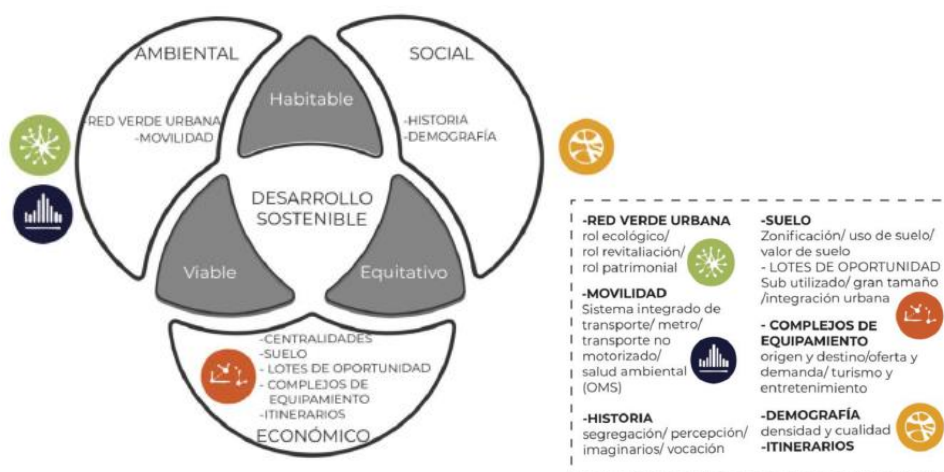 AMBIENTAL
SOCIAL
Habitable
-RED VERDE URBANA
-MOVILIDAD
-HISTORIA
-DEMOGRAFÍA
DESARROLLO
SOSTENIBLE
Viable
Equitativo
-CENTRALIDADES
-SUELO
- LOTES DE OPORTUNIDAD
- COMPLEJOS DE
EQUIPAMIENTO
-ITINERARIOS
ECONÓMICO
-RED VERDE URBANA
rol ecológico/
rol revitaliación/
rol patrimonial
-MOVILIDAD
Sistema integrado de
transporte/ metro/
transporte no
motorizado/
salud ambiental
(OMS)
-HISTORIA
segregación/ percepción/
imaginarios/ vocación
-SUELO
Zonificación/ uso de suelo/
valor de suelo
- LOTES DE OPORTUNIDAD
Sub utilizado/ gran tamaño
/integración urbana
- COMPLEJOS DE
EQUIPAMIENTO
origen y destino/oferta y
demanda/ turismo y
entretenimiento
-DEMOGRAFÍA
densidad y cualidad
-ITINERARIOS